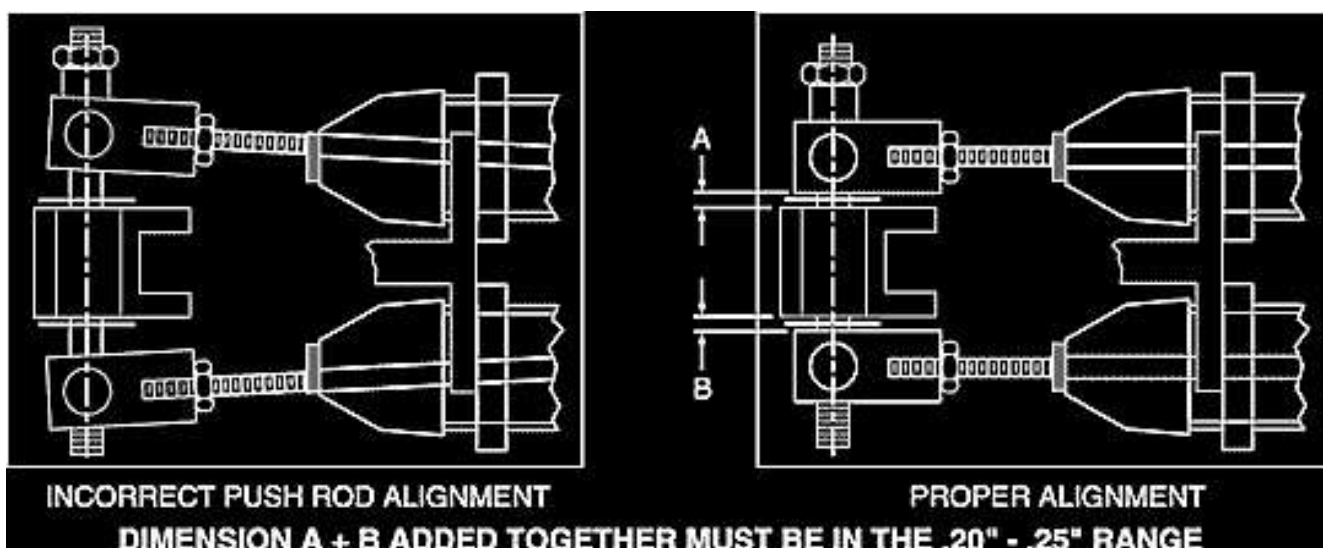 A
B
INCORRECT PUSH ROD ALIGNMENT
PROPER ALIGNMENT
DIMENSION A + B ADDED TOGETHER MUST BE IN THE .20" - .25" RANGE